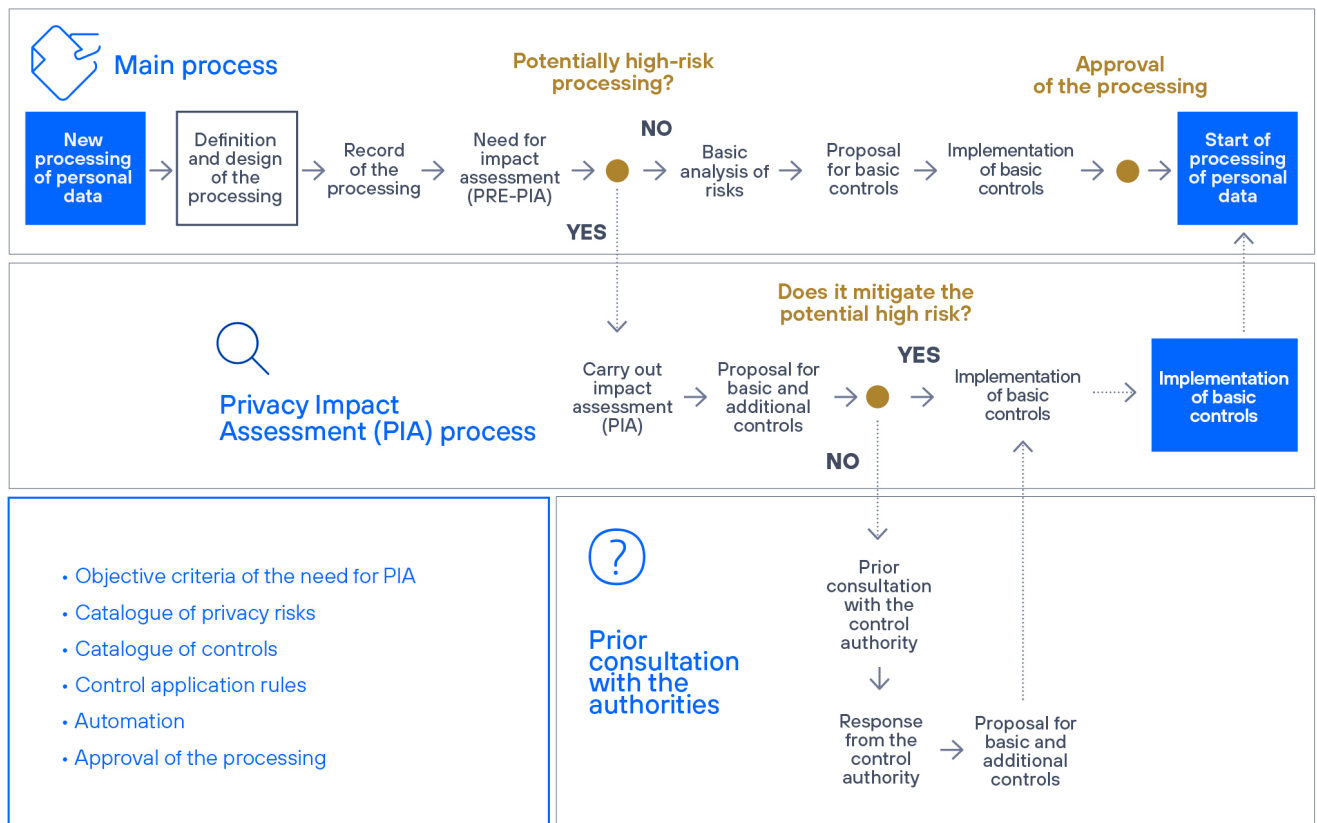 Main process
Potentially high-risk
processing?
Approval
of the processing
New
processing
of personal
data
Definition
and design
of the
processing
Record
of the
processing
Need for
impact
assessment
(PRE-PIA)
NO
YES
Basic
analysis of
risks
Proposal
for basic
controls
Implementation
of basic
controls
Start of
processing
of personal
data
Privacy Impact
Assessment (PIA) process
Does it mitigate the
potential high risk?
Carry out
impact
assessment
(PIA)
Proposal for
basic and
additional
controls
YES
NO
Implementation
of basic
controls
Implementation
of basic
controls
• Objective criteria of the need for PIA
• Catalogue of privacy risks
• Catalogue of controls
• Control application rules
• Automation
• Approval of the processing
?
Prior
consultation
with the
authorities
Prior
consultation
with the
control
authority
Response
from the
control
authority
Proposal for
basic and
additional
controls